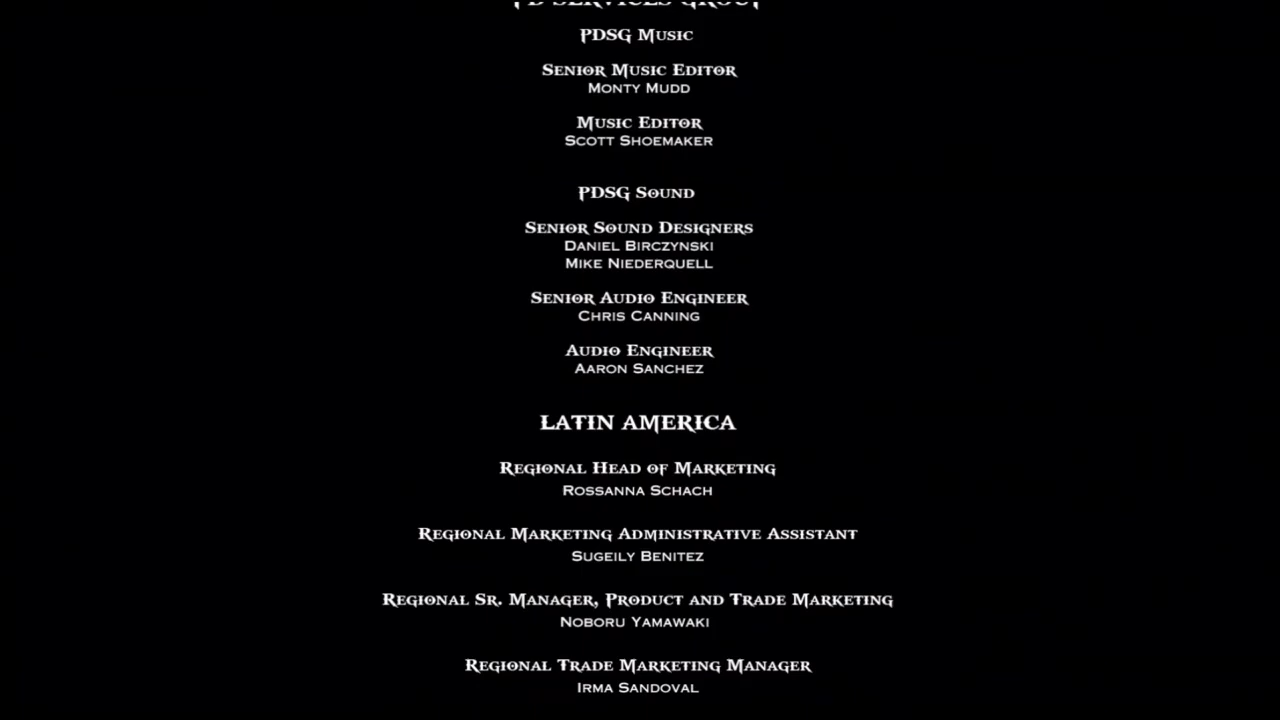 PD SERVICES GROUP
PDSG MUSIC
SENIOR MUSIC EDITOR
MONTY MUDD
MUSIC EDITOR
SCOTT SHOEMAKER
PDSG SOUND
SENIOR SOUND DESIGNERS
DANIEL BIRCZYNSKI
MIKE NIEDERQUELL
SENIOR AUDIO ENGINEER
CHRIS CANNING
AUDIO ENGINEER
AARON SANCHEZ
LATIN AMERICA
REGIONAL HEAD OF MARKETING
ROSSANNA SCHACH
REGIONAL MARKETING ADMINISTRATIVE ASSISTANT
SUGEILY BENITEZ
REGIONAL SR. MANAGER, PRODUCT AND TRADE MARKETING
NOBORU YAMAWAKI
REGIONAL TRADE MARKETING MANAGER
IRMA SANDOVAL